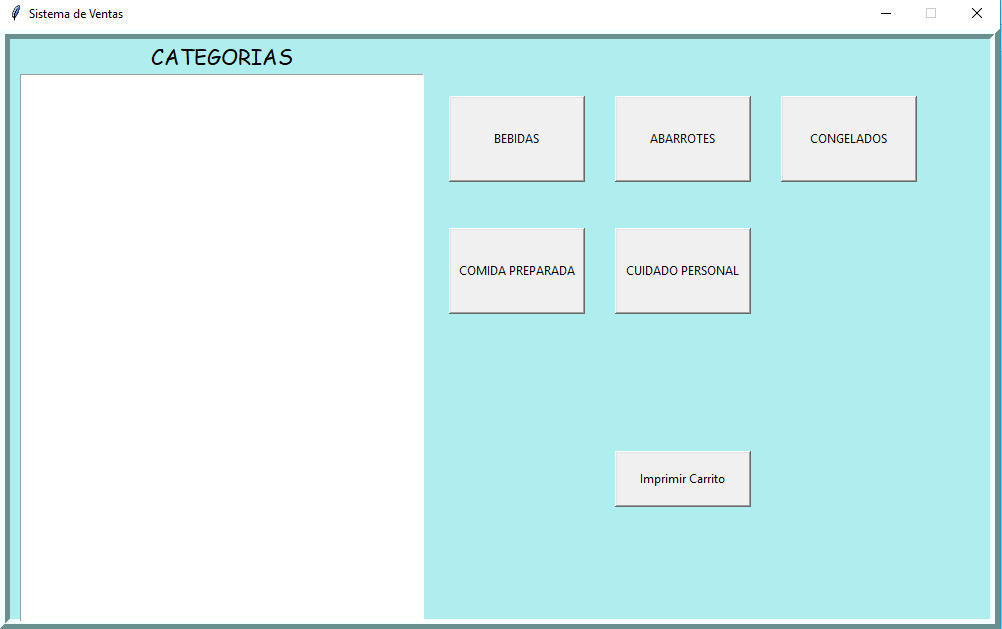 Sistema de Ventas
CATEGORIAS
BEBIDAS
ABARROTES
CONGELADOS
COMIDA PREPARADA
CUIDADO PERSONAL
Imprimir Carrito